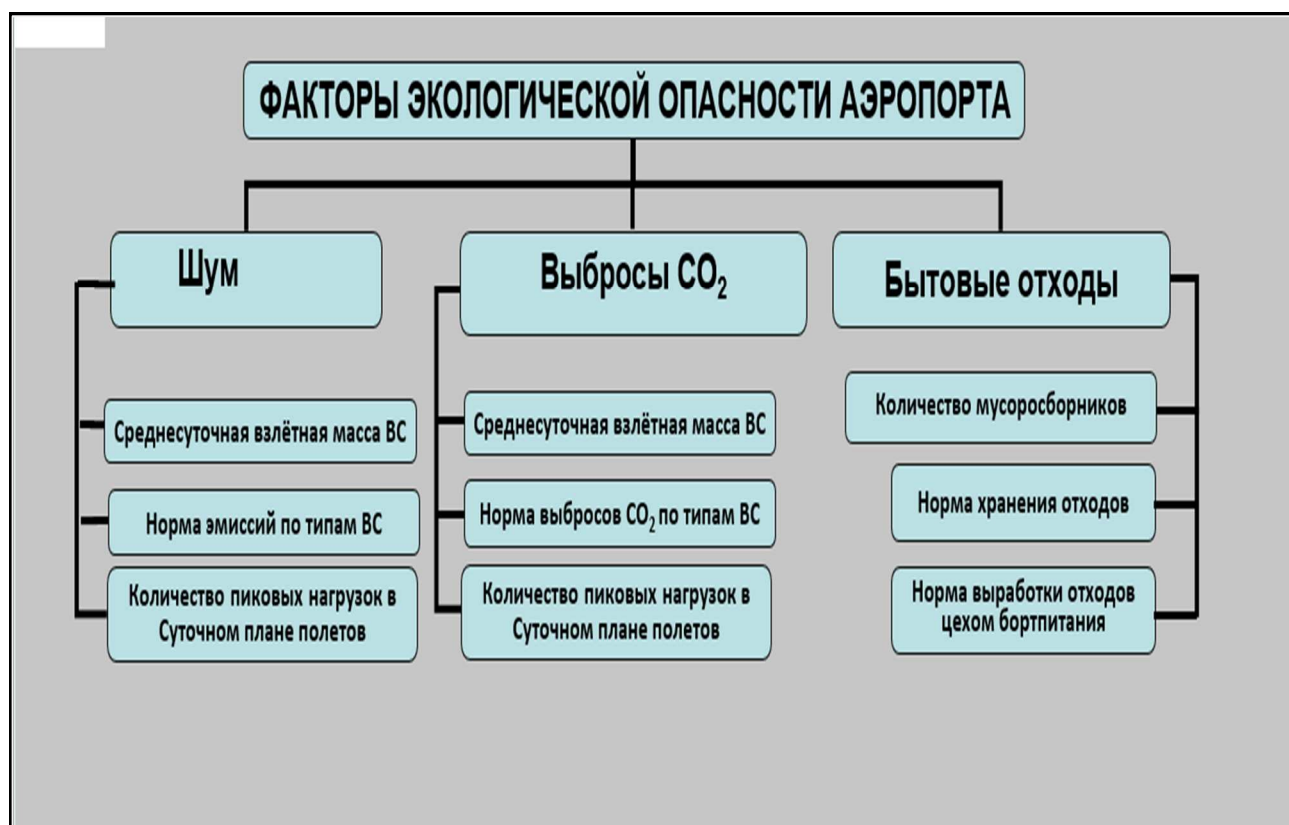 ФАКТОРЫ ЭКОЛОГИЧЕСКОЙ ОПАСНОСТИ АЭРОПОРТА
Шум
Среднесуточная взлётная масса ВС
Норма эмиссий по типам ВС
Количество пиковых нагрузок в
Суточном плане полетов
Выбросы СО₂
Среднесуточная взлётная масса ВС
Норма выбросов СО₂ по типам ВС
Количество пиковых нагрузок в
Суточном плане полетов
Бытовые отходы
Количество мусоросборников
Норма хранения отходов
Норма выработки отходов
цехом бортпитания